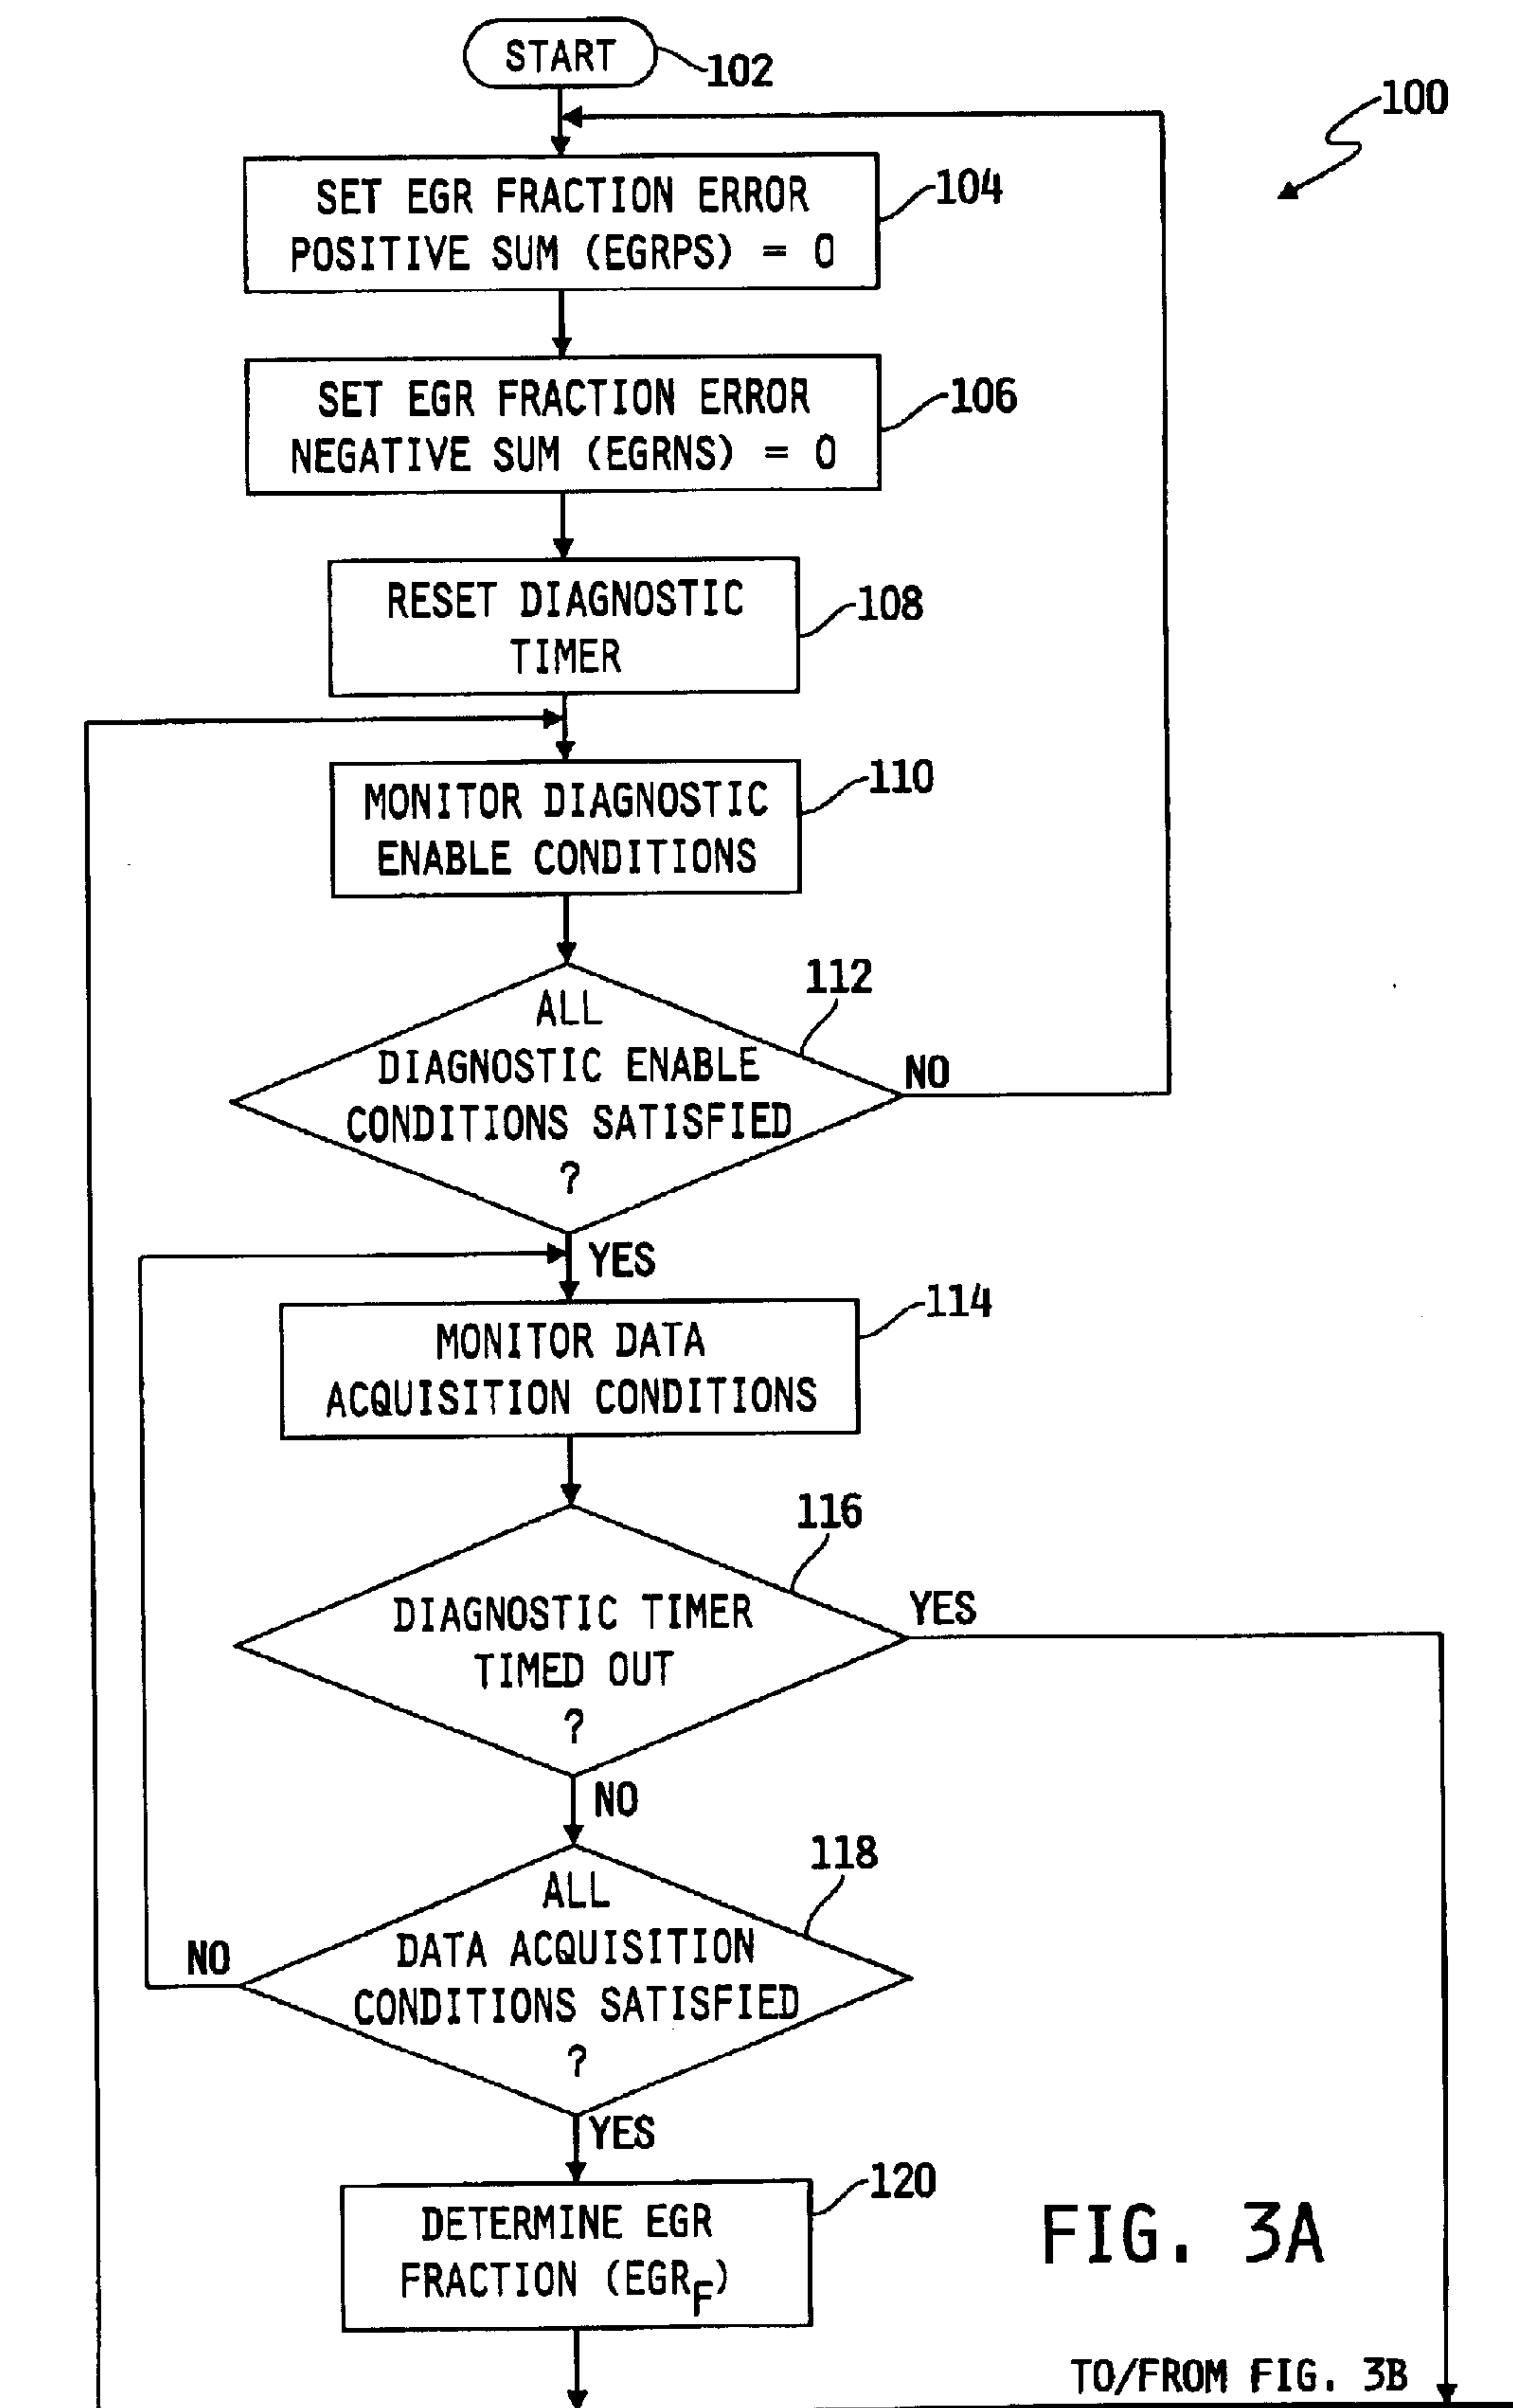 START
102
100
SET EGR FRACTION ERROR
POSITIVE SUM (EGRPS) = 0
104
SET EGR FRACTION ERROR
NEGATIVE SUM (EGRNS) = 0
106
RESET DIAGNOSTIC
TIMER
108
MONITOR DIAGNOSTIC
ENABLE CONDITIONS
110
112
ALL
DIAGNOSTIC ENABLE
CONDITIONS SATISFIED
?
NO
YES
MONITOR DATA
ACQUISITION CONDITIONS
114
116
DIAGNOSTIC TIMER
TIMED OUT
?
YES
NO
118
ALL
DATA ACQUISITION
CONDITIONS SATISFIED
?
NO
YES
120
DETERMINE EGR
FRACTION (EGR_F)
FIG. 3A
TO/FROM FIG. 3B